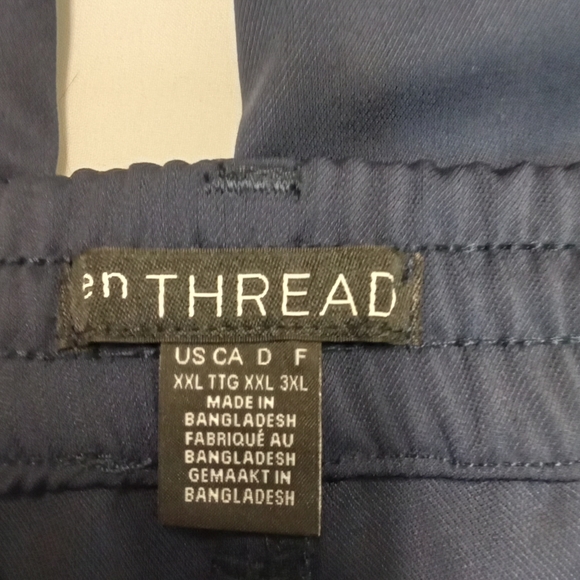 en THREAD
US CA D F
XXL TTG XXL 3XL
MADE IN
BANGLADESH
FABRIQUÉ AU
BANGLADESH
GEMAAKT IN
BANGLADESH